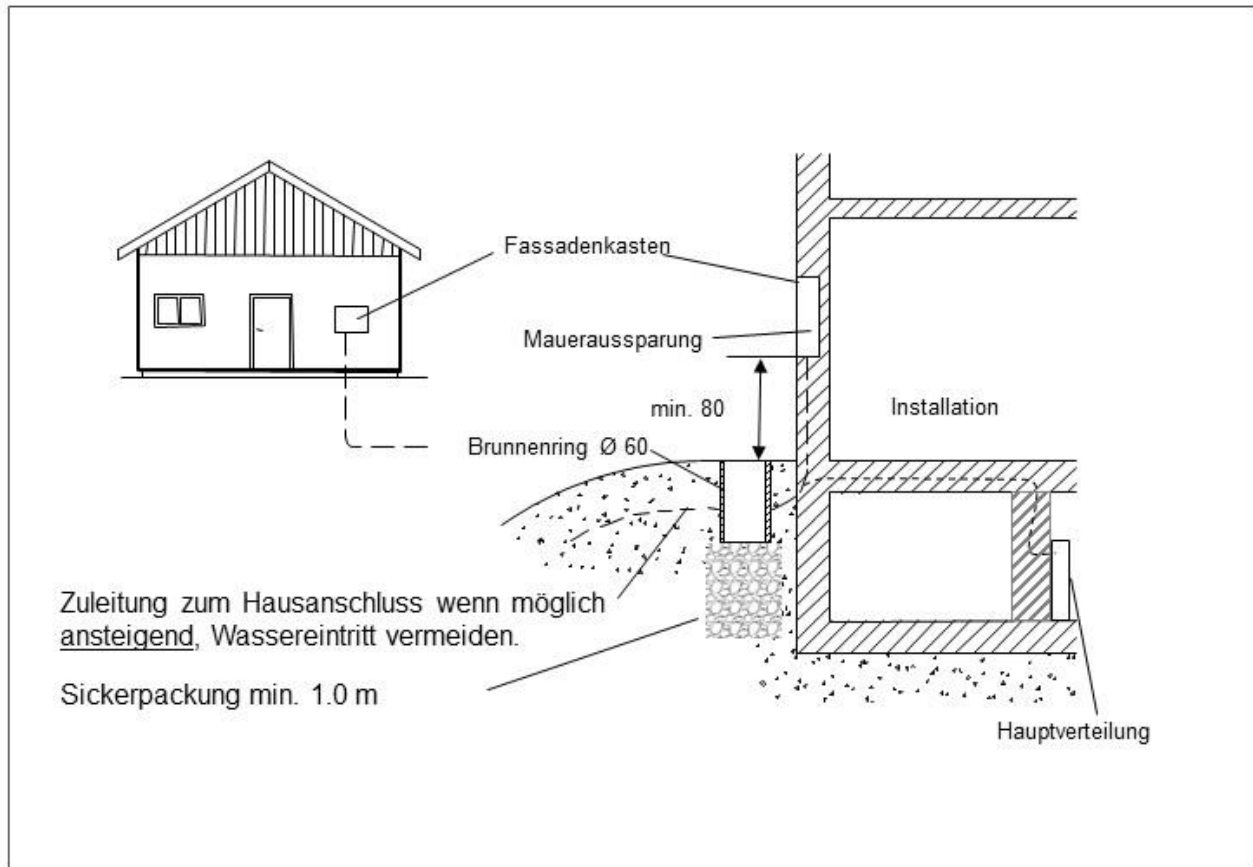 Fassadenkasten
Maueraussparung
min. 80
Installation
Brunnenring Ø 60
Zuleitung zum Hausanschluss wenn möglich
ansteigend, Wassereintritt vermeiden.
Sickerpackung min. 1.0 m
Hauptverteilung